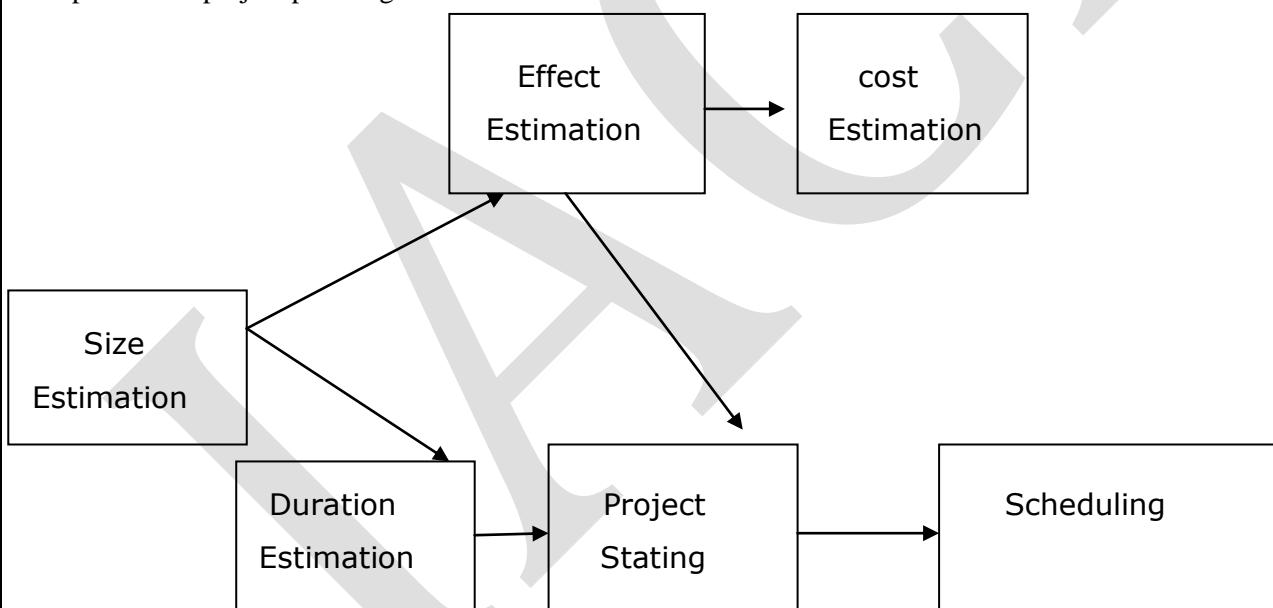 Effect
Estimation
cost
Estimation
Size
Estimation
Duration
Estimation
Project
Stating
Scheduling